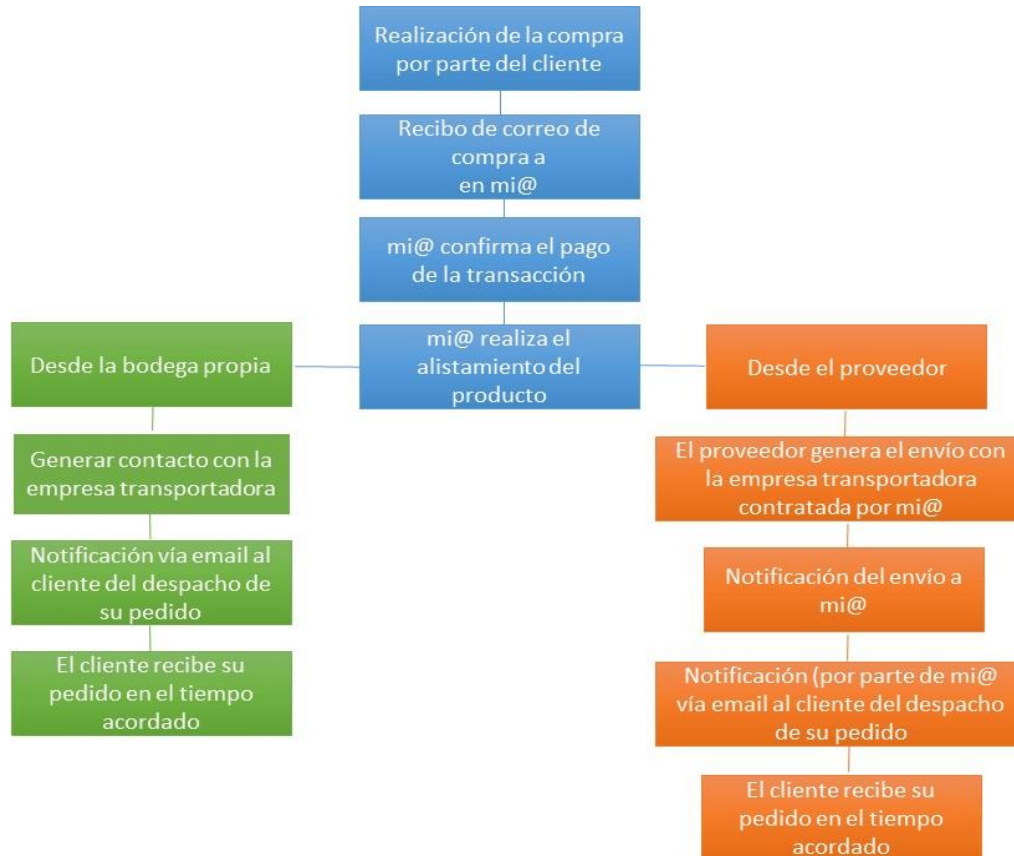 Realización de la compra
por parte del cliente
Recibo de correo de
compra a
en mi@
mi@ confirma el pago
de la transacción
mi@ realiza el
alistamiento del
producto
Desde la bodega propia
Generar contacto con la
empresa transportadora
Notificación vía email al
cliente del despacho de
su pedido
El cliente recibe su
pedido en el tiempo
acordado
Desde el proveedor
El proveedor genera el envío con
la empresa transportadora
contratada por mi@
Notificación del envío a
mi@
Notificación (por parte de mi@
vía email al cliente del despacho
de su pedido
El cliente recibe su
pedido en el tiempo
acordado